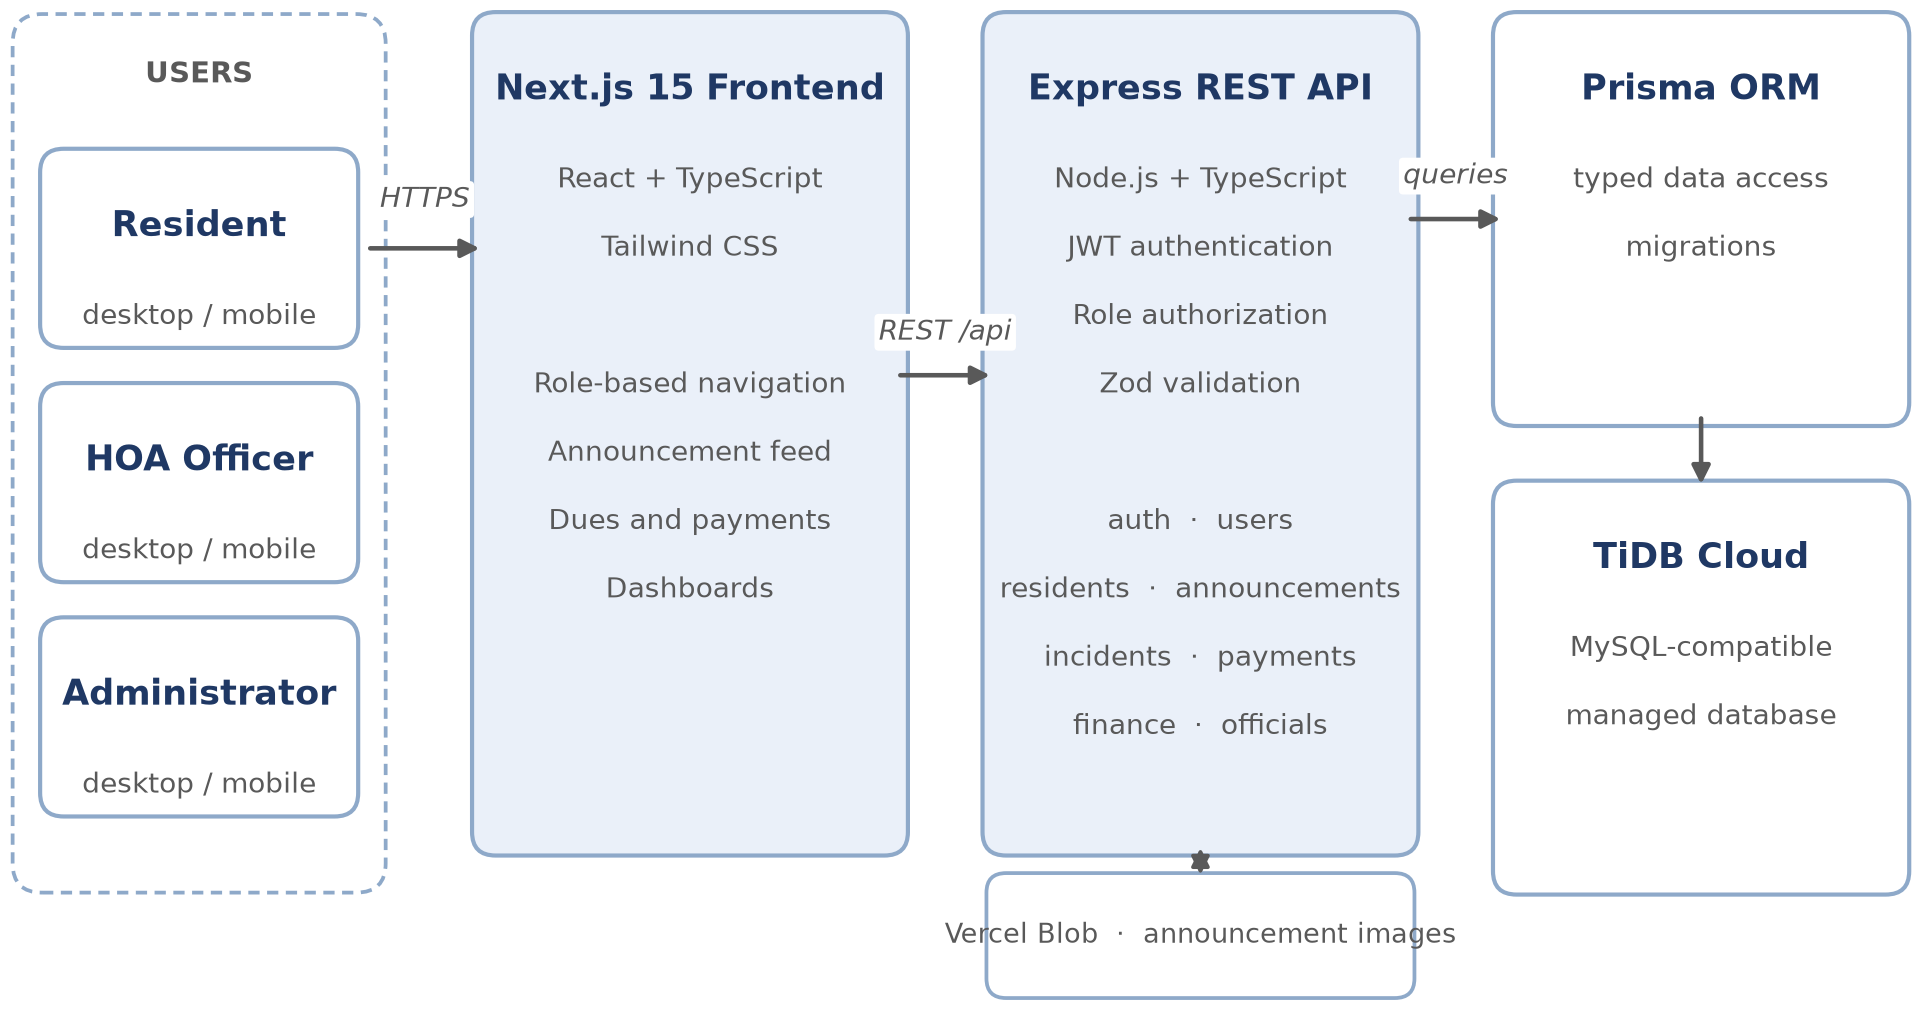 USERS
Resident
desktop / mobile
HOA Officer
desktop / mobile
Administrator
desktop / mobile
HTTPS
Next.js 15 Frontend
React + TypeScript
Tailwind CSS
Role-based navigation
Announcement feed
Dues and payments
Dashboards
REST /api
Express REST API
Node.js + TypeScript
JWT authentication
Role authorization
Zod validation
auth · users
residents · announcements
incidents · payments
finance · officials
Vercel Blob · announcement images
queries
Prisma ORM
typed data access
migrations
TiDB Cloud
MySQL-compatible
managed database